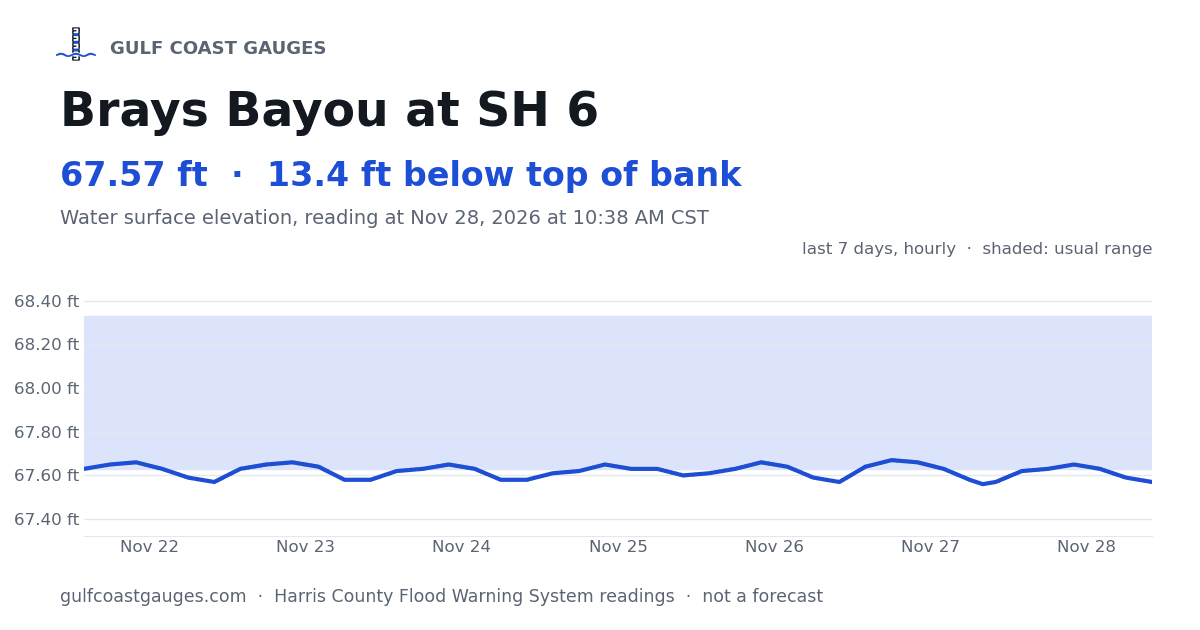 GULF COAST GAUGES
Brays Bayou at SH 6
67.57 ft · 13.4 ft below top of bank
Water surface elevation, reading at Nov 28, 2026 at 10:38 AM CST
last 7 days, hourly · shaded: usual range
68.40 ft
68.20 ft
68.00 ft
67.80 ft
67.60 ft
67.40 ft
Nov 22 Nov 23 Nov 24 Nov 25 Nov 26 Nov 27 Nov 28
gulfcoastgauges.com · Harris County Flood Warning System readings · not a forecast